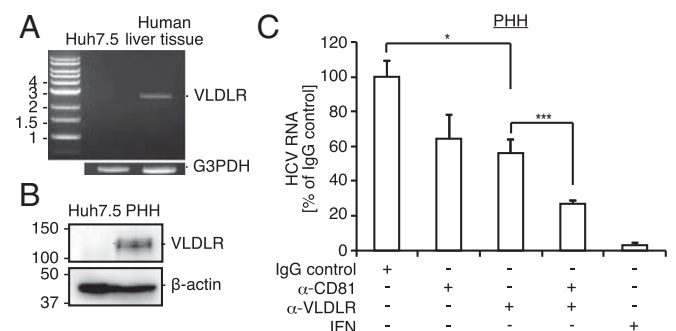 A
Huh7.5
Human
liver tissue
4 -
3 -
2 -
1.5 -
1 -
- VLDLR
- G3PDH
B
Huh7.5 PHH
150
100
50
37
VLDLR
β-actin
C
PHH
HCV RNA
[% of IgG control]
120
100
80
60
40
20
0
*
***
IgG control + - - - -
α-CD81 - + - + -
α-VLDLR - - + + -
IFN - - - - +